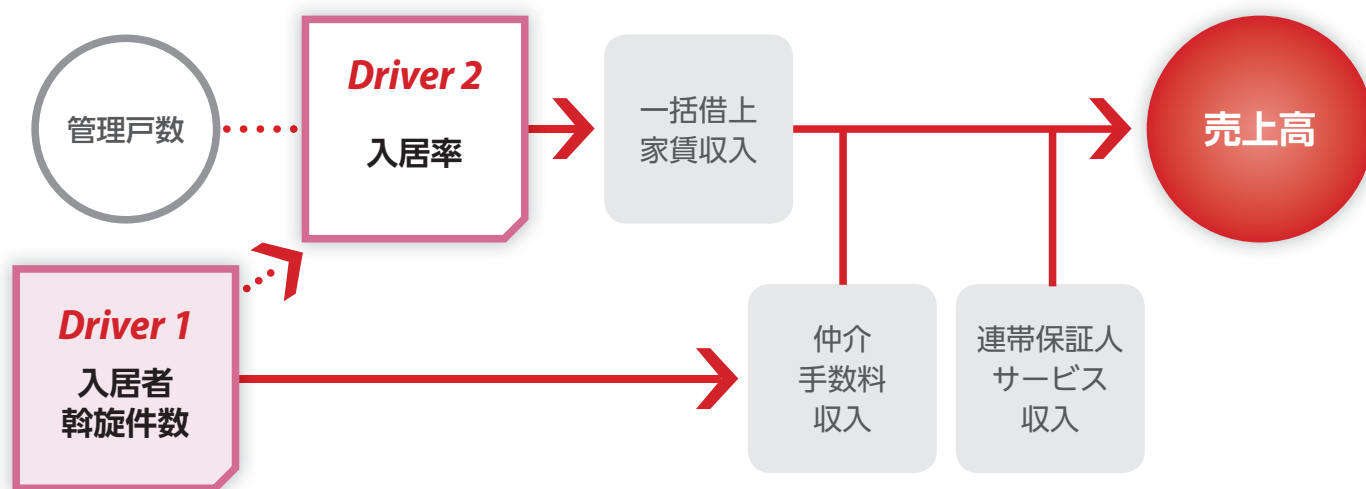 管理戸数
Driver 2
入居率
一括借上
家賃収入
売上高
Driver 1
入居者
斡旋件数
仲介
手数料
収入
連帯保証人
サービス
収入